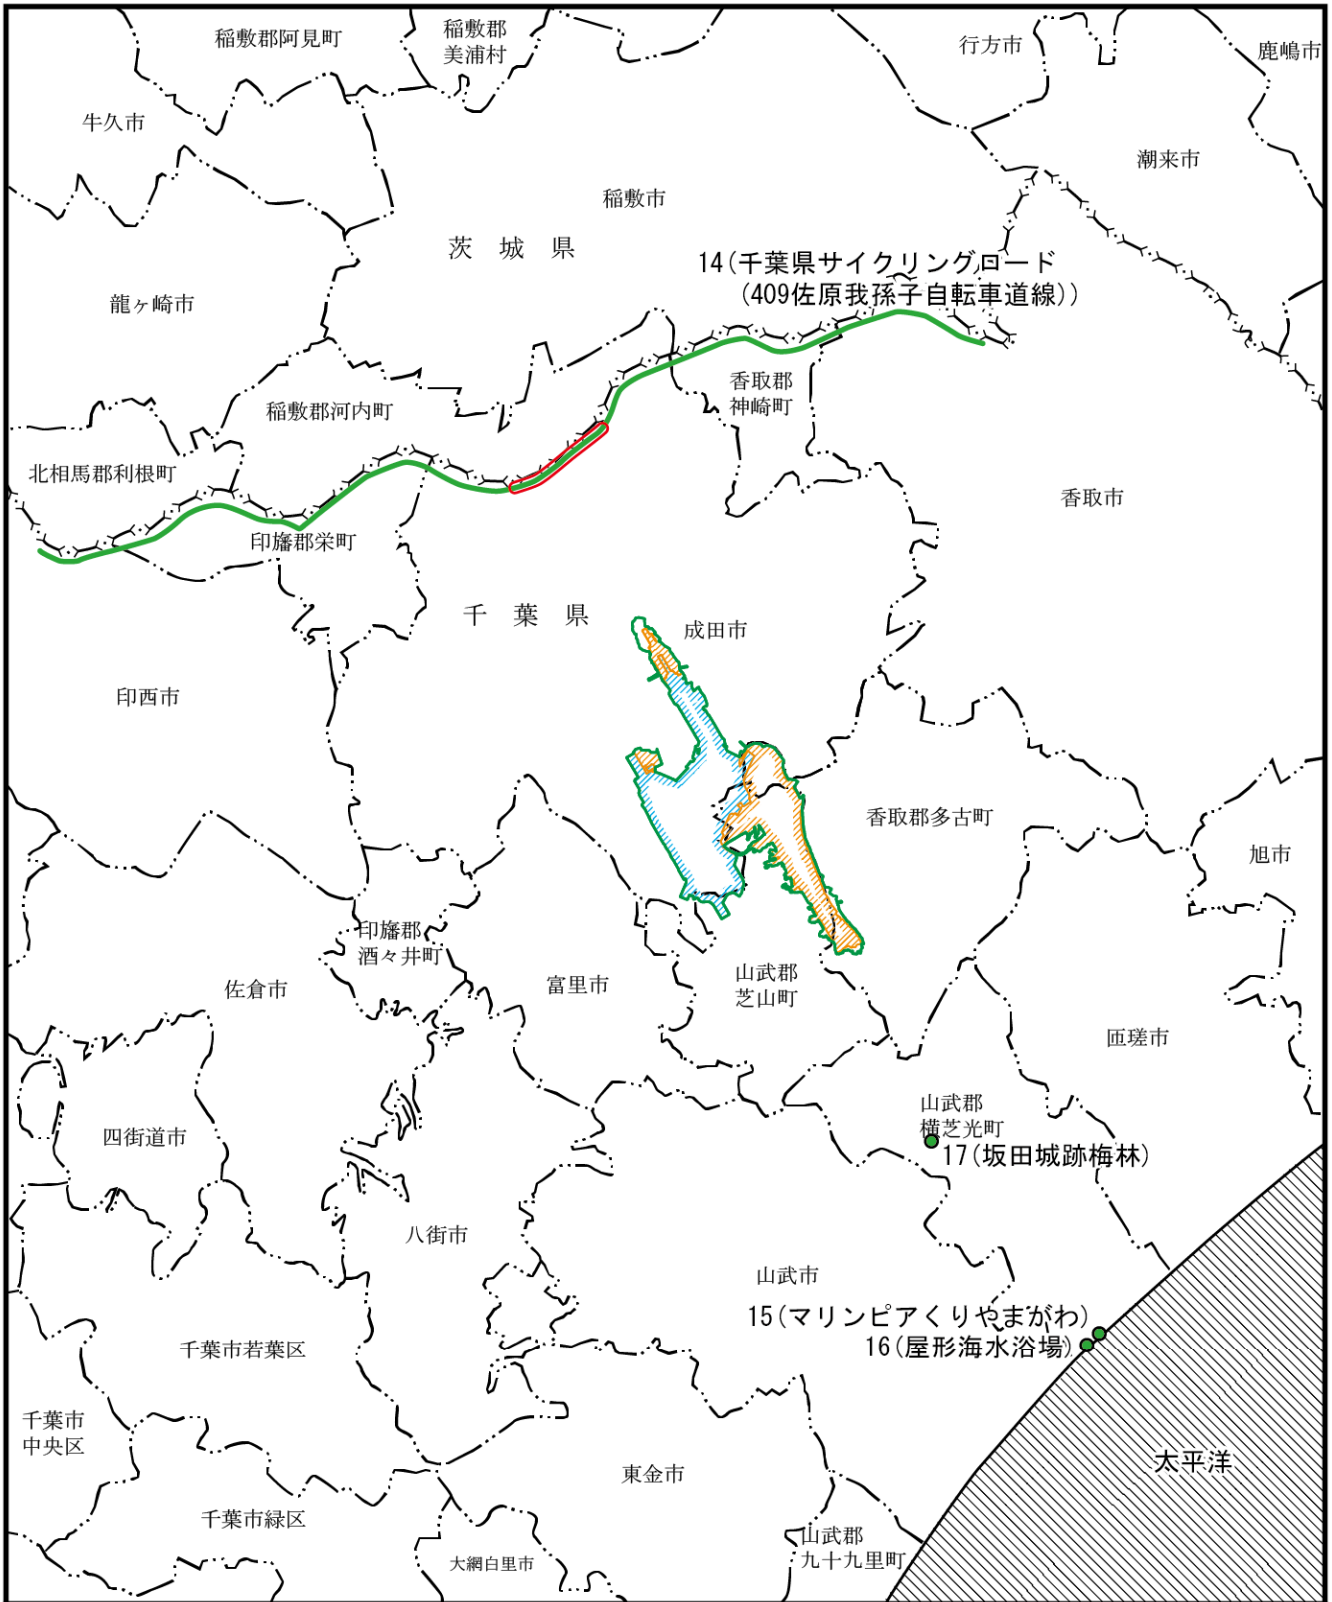 稲敷郡阿見町
稲敷郡
美浦村
行方市
鹿嶋市
牛久市
潮来市
稲敷市
茨城県
14(千葉県サイクリングロード
(409佐原我孫子自転車道線))
龍ヶ崎市
香取郡
神崎町
稲敷郡河内町
北相馬郡利根町
香取市
印旛郡栄町
千葉県
成田市
印西市
香取郡多古町
旭市
印旛郡
酒々井町
佐倉市
富里市
山武郡
芝山町
匝瑳市
山武郡
横芝光町
四街道市
17(坂田城跡梅林)
八街市
山武市
15(マリンピアくりやまがわ)
16(屋形海水浴場)
千葉市若葉区
千葉市
中央区
太平洋
東金市
千葉市緑区
山武郡
九十九里町
大網白里市